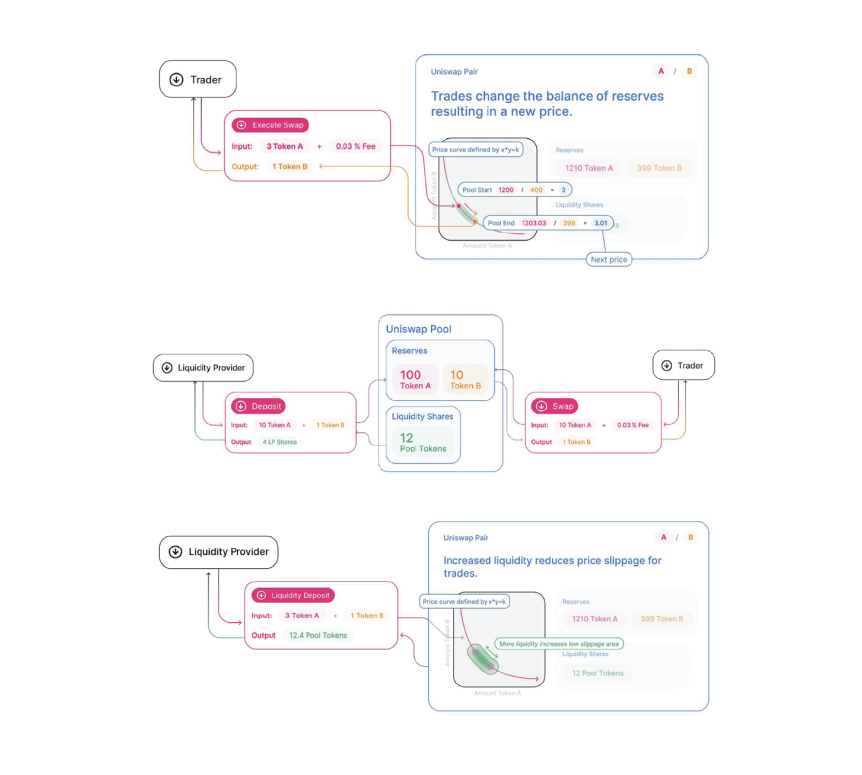 Trader
Uniswap Pair
A / B
Trades change the balance of reserves
resulting in a new price.
Execute Swap
Input: 3 Token A + 0.03 % Fee
Output: 1 Token B
Price curve defined by x*y=k
Reserves
1210 Token A 399 Token B
Pool Start 1200 / 400 = 3
Liquidity Shares
Pool End 1203.03 / 399 = 3.01
Amount Token B
Amount Token A
Next price
Uniswap Pool
Reserves
100 10
Token A Token B
Liquidity Provider
Trader
Deposit
Input: 10 Token A + 1 Token B
Output 4 LP Shares
Liquidity Shares
12
Pool Tokens
Swap
Input: 10 Token A + 0.03 % Fee
Output 1 Token B
Liquidity Provider
Uniswap Pair
A / B
Increased liquidity reduces price slippage for
trades.
Liquidity Deposit
Input: 3 Token A + 1 Token B
Output 12.4 Pool Tokens
Price curve defined by x*y=k
Reserves
1210 Token A 399 Token B
More liquidity increases low slippage area
Liquidity Shares
12 Pool Tokens
Amount Token B
Amount Token A